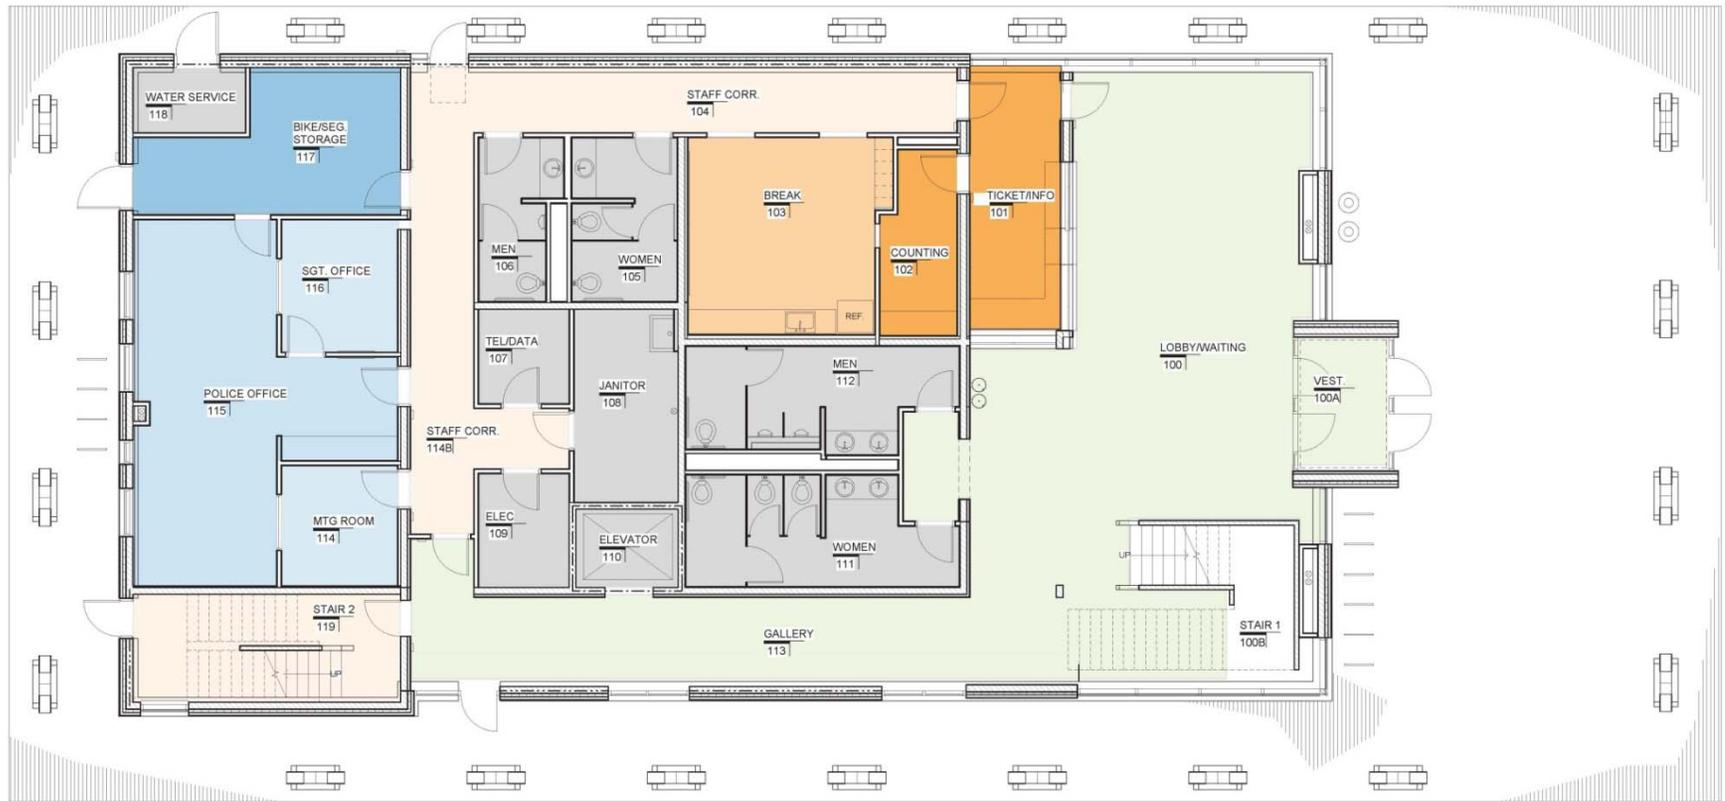 WATER SERVICE
118
BIKE/SEG.
STORAGE
117
STAFF CORR.
104
SGT. OFFICE
116
POLICE OFFICE
115
MTG ROOM
114
STAIR 2
119
UP
MEN
106
WOMEN
105
TEL/DATA
107
JANITOR
108
STAFF CORR.
114B
ELEC
109
ELEVATOR
110
BREAK
103
REF.
COUNTING
102
TICKET/INFO
101
MEN
112
WOMEN
111
GALLERY
113
LOBBY/WAITING
100
VEST.
100A
UP
STAIR 1
100B